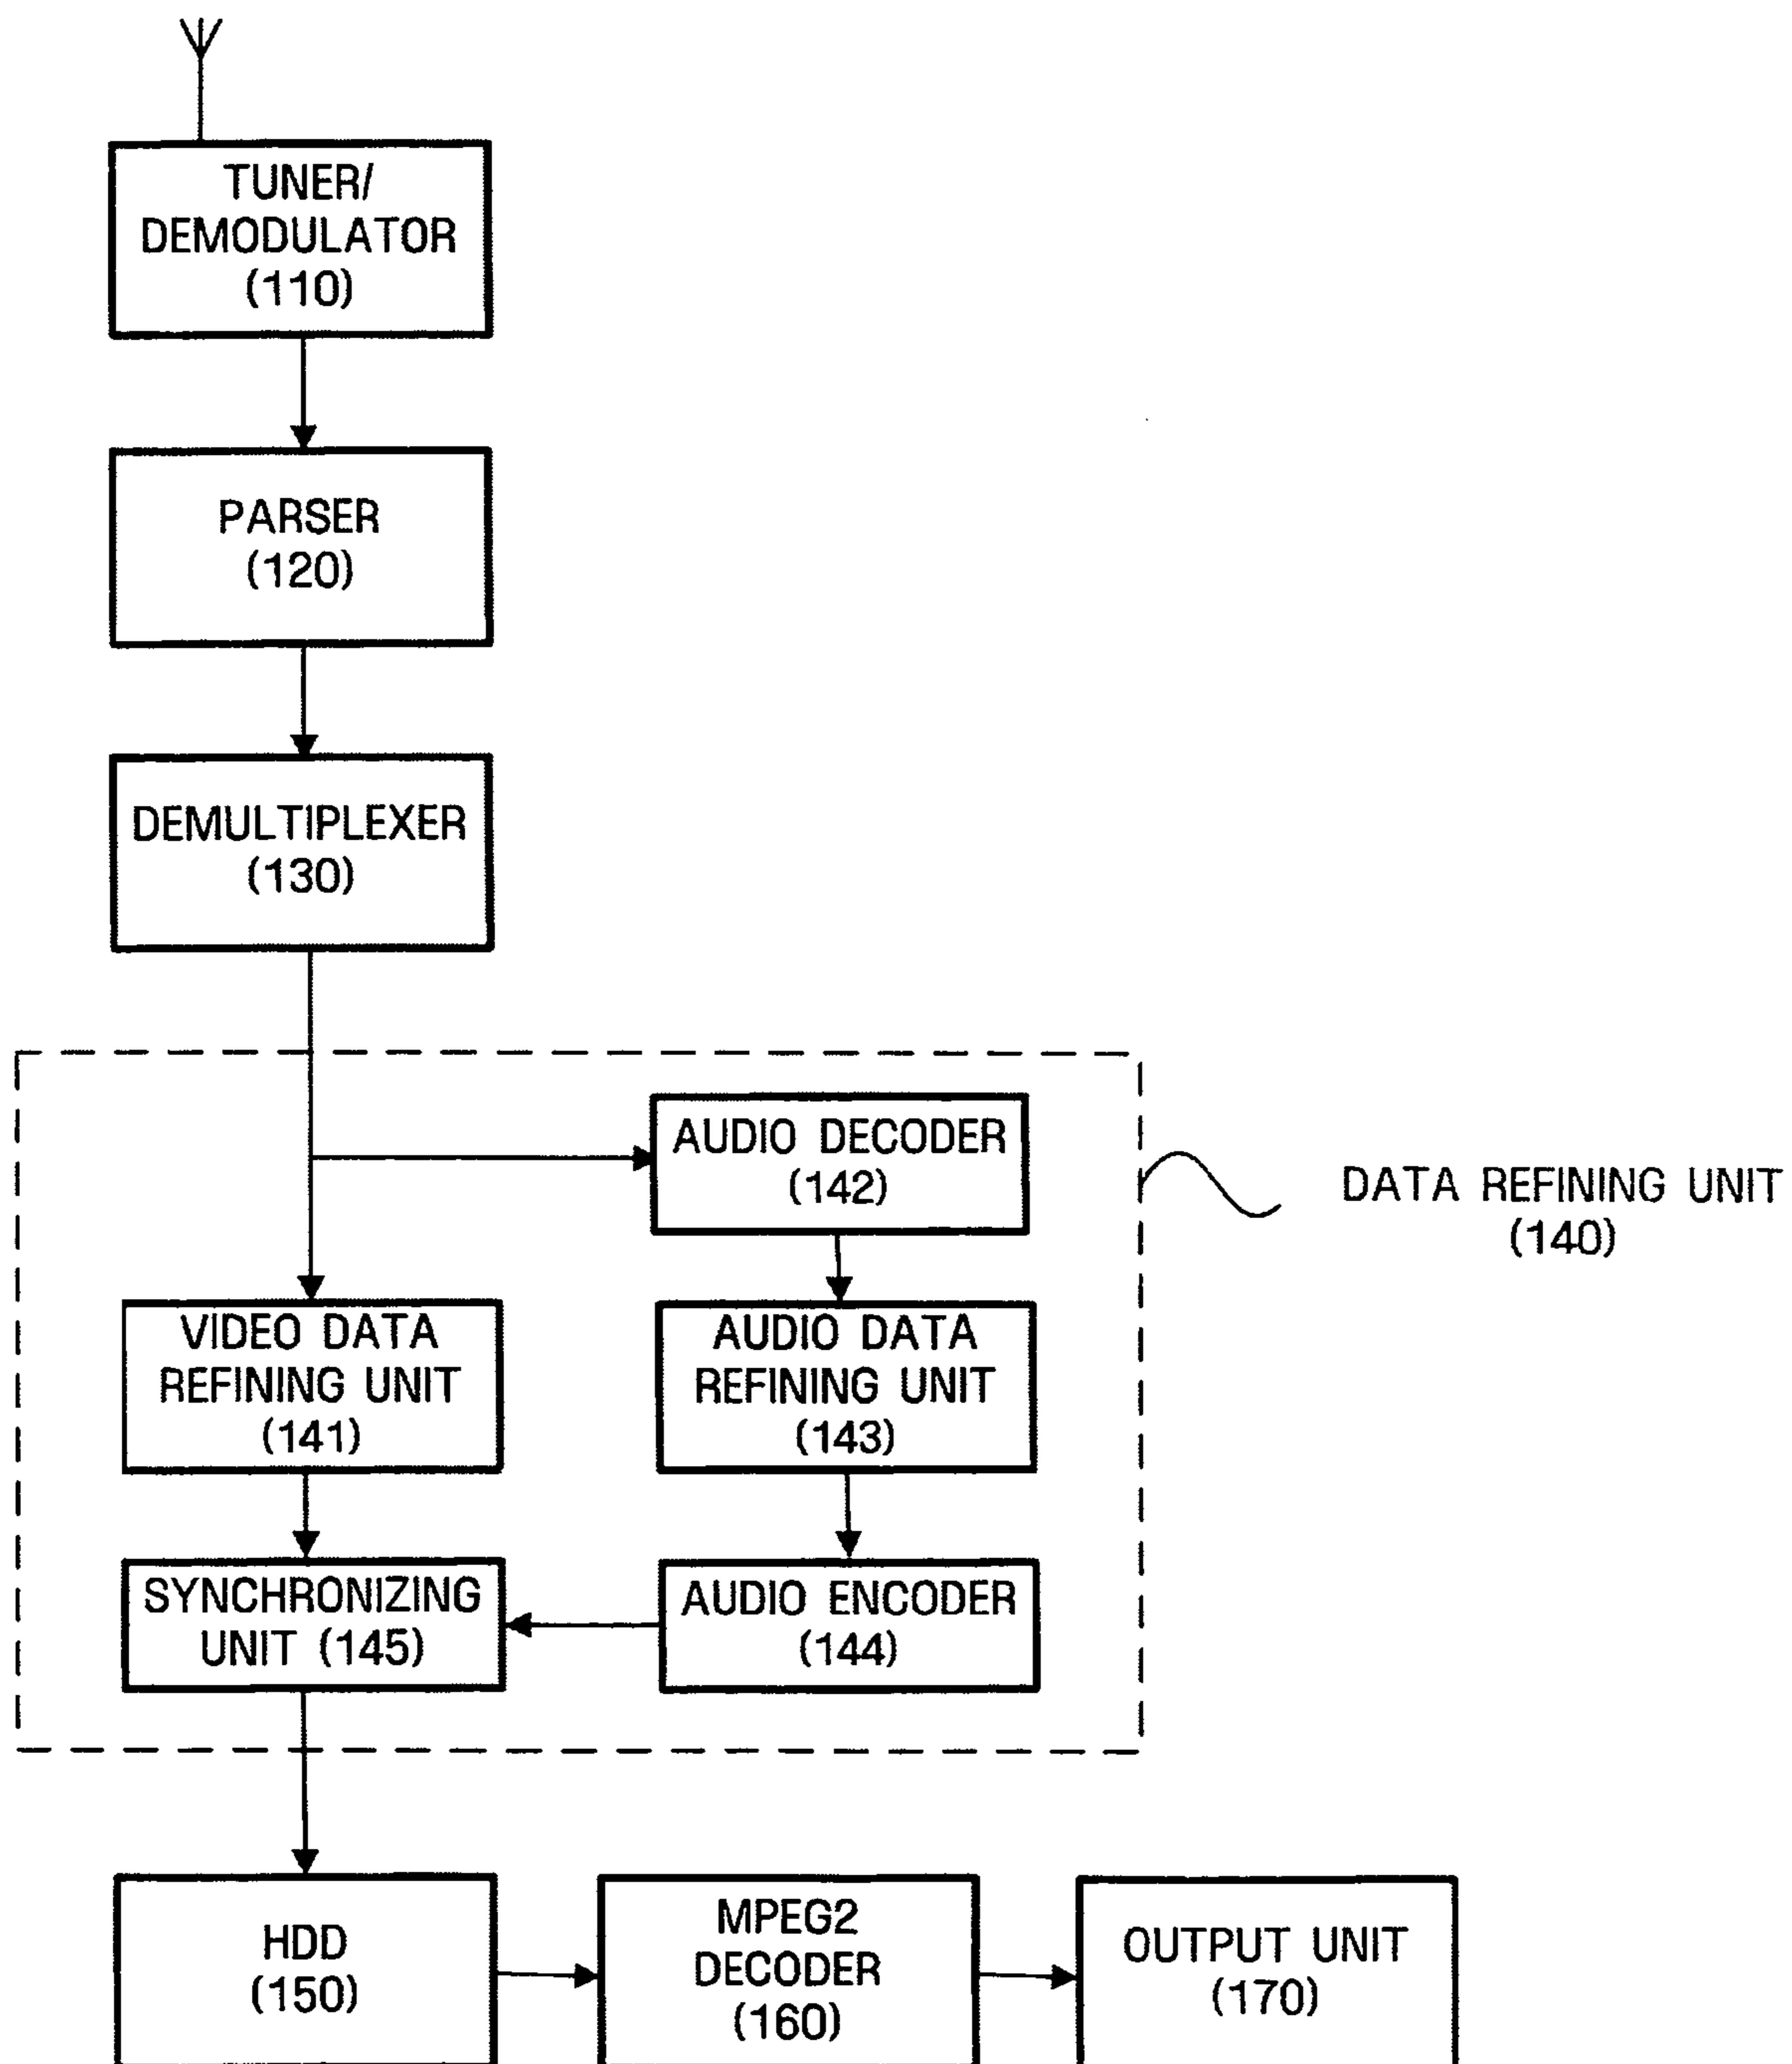 TUNER/
DEMODULATOR
(110)
PARSER
(120)
DEMULTIPLEXER
(130)
AUDIO DECODER
(142)
DATA REFINING UNIT
(140)
VIDEO DATA
REFINING UNIT
(141)
AUDIO DATA
REFINING UNIT
(143)
SYNCHRONIZING
UNIT (145)
AUDIO ENCODER
(144)
HDD
(150)
MPEG2
DECODER
(160)
OUTPUT UNIT
(170)